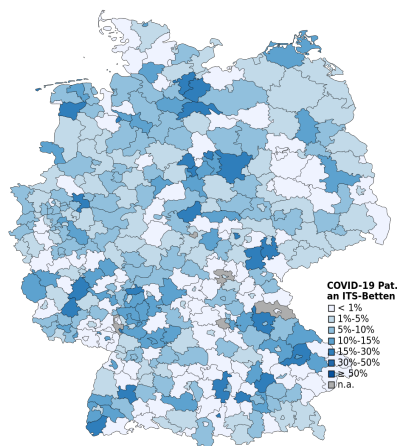 COVID-19 Pat.
an ITS-Betten
< 1%
1%-5%
5%-10%
10%-15%
15%-30%
30%-50%
≥ 50%
n.a.